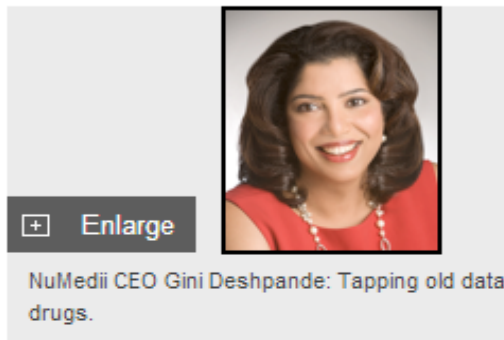 Enlarge
NuMedii CEO Gini Deshpande: Tapping old data
drugs.